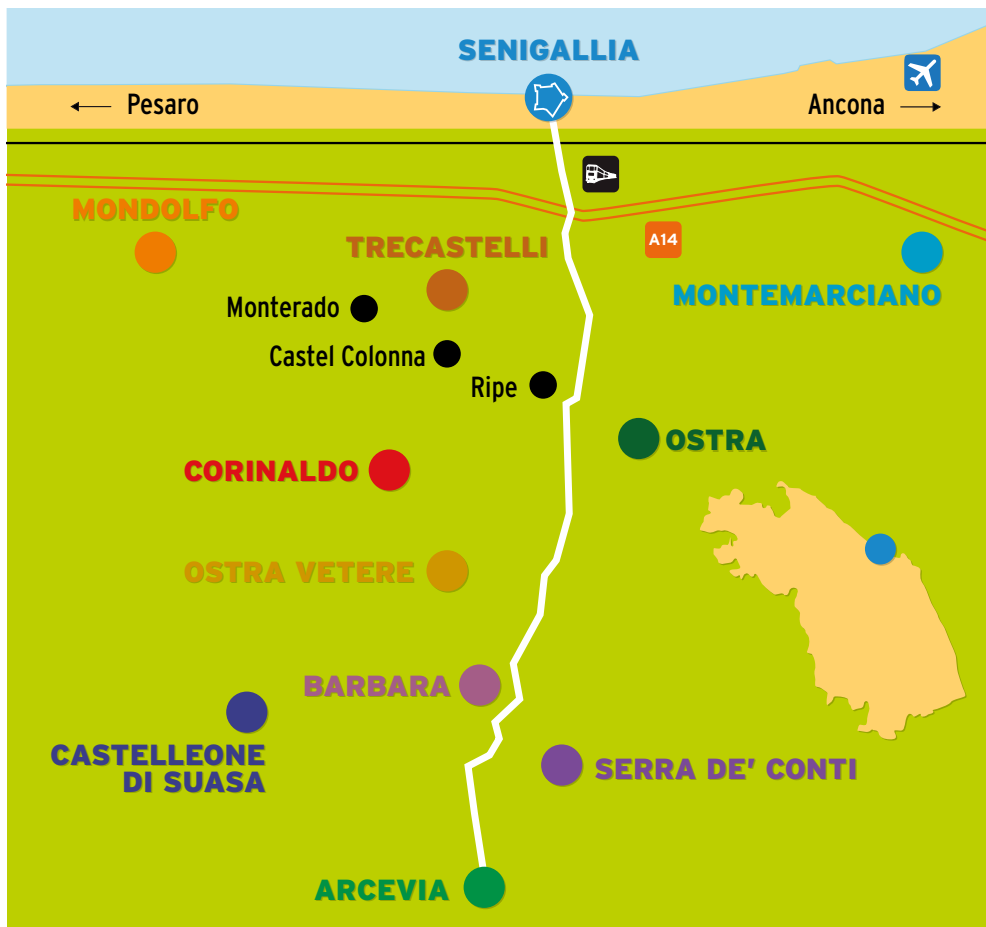 SENIGALLIA
Pesaro
Ancona
MONDOLFO
TRECASTELLI
A14
MONTEMARCIANO
Monterado
Castel Colonna
Ripe
OSTRA
CORINALDO
OSTRA VETERE
BARBARA
CASTELLEONE
DI SUASA
SERRA DE' CONTI
ARCEVIA